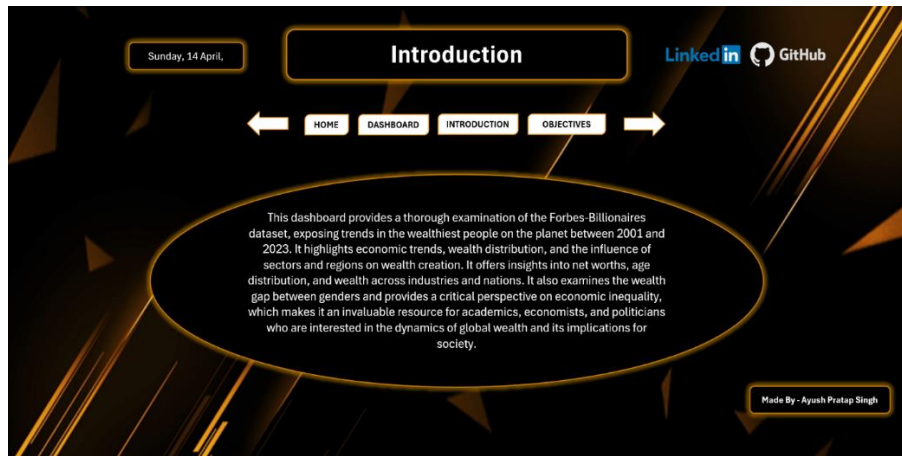 Sunday, 14 April,
Introduction
Linked in
GitHub
HOME
DASHBOARD
INTRODUCTION
OBJECTIVES
This dashboard provides a thorough examination of the Forbes-Billionaires
dataset, exposing trends in the wealthiest people on the planet between 2001 and
2023. It highlights economic trends, wealth distribution, and the influence of
sectors and regions on wealth creation. It offers insights into net worths, age
distribution, and wealth across industries and nations. It also examines the wealth
gap between genders and provides a critical perspective on economic inequality,
which makes it an invaluable resource for academics, economists, and politicians
who are interested in the dynamics of global wealth and its implications for
society.
Made By - Ayush Pratap Singh